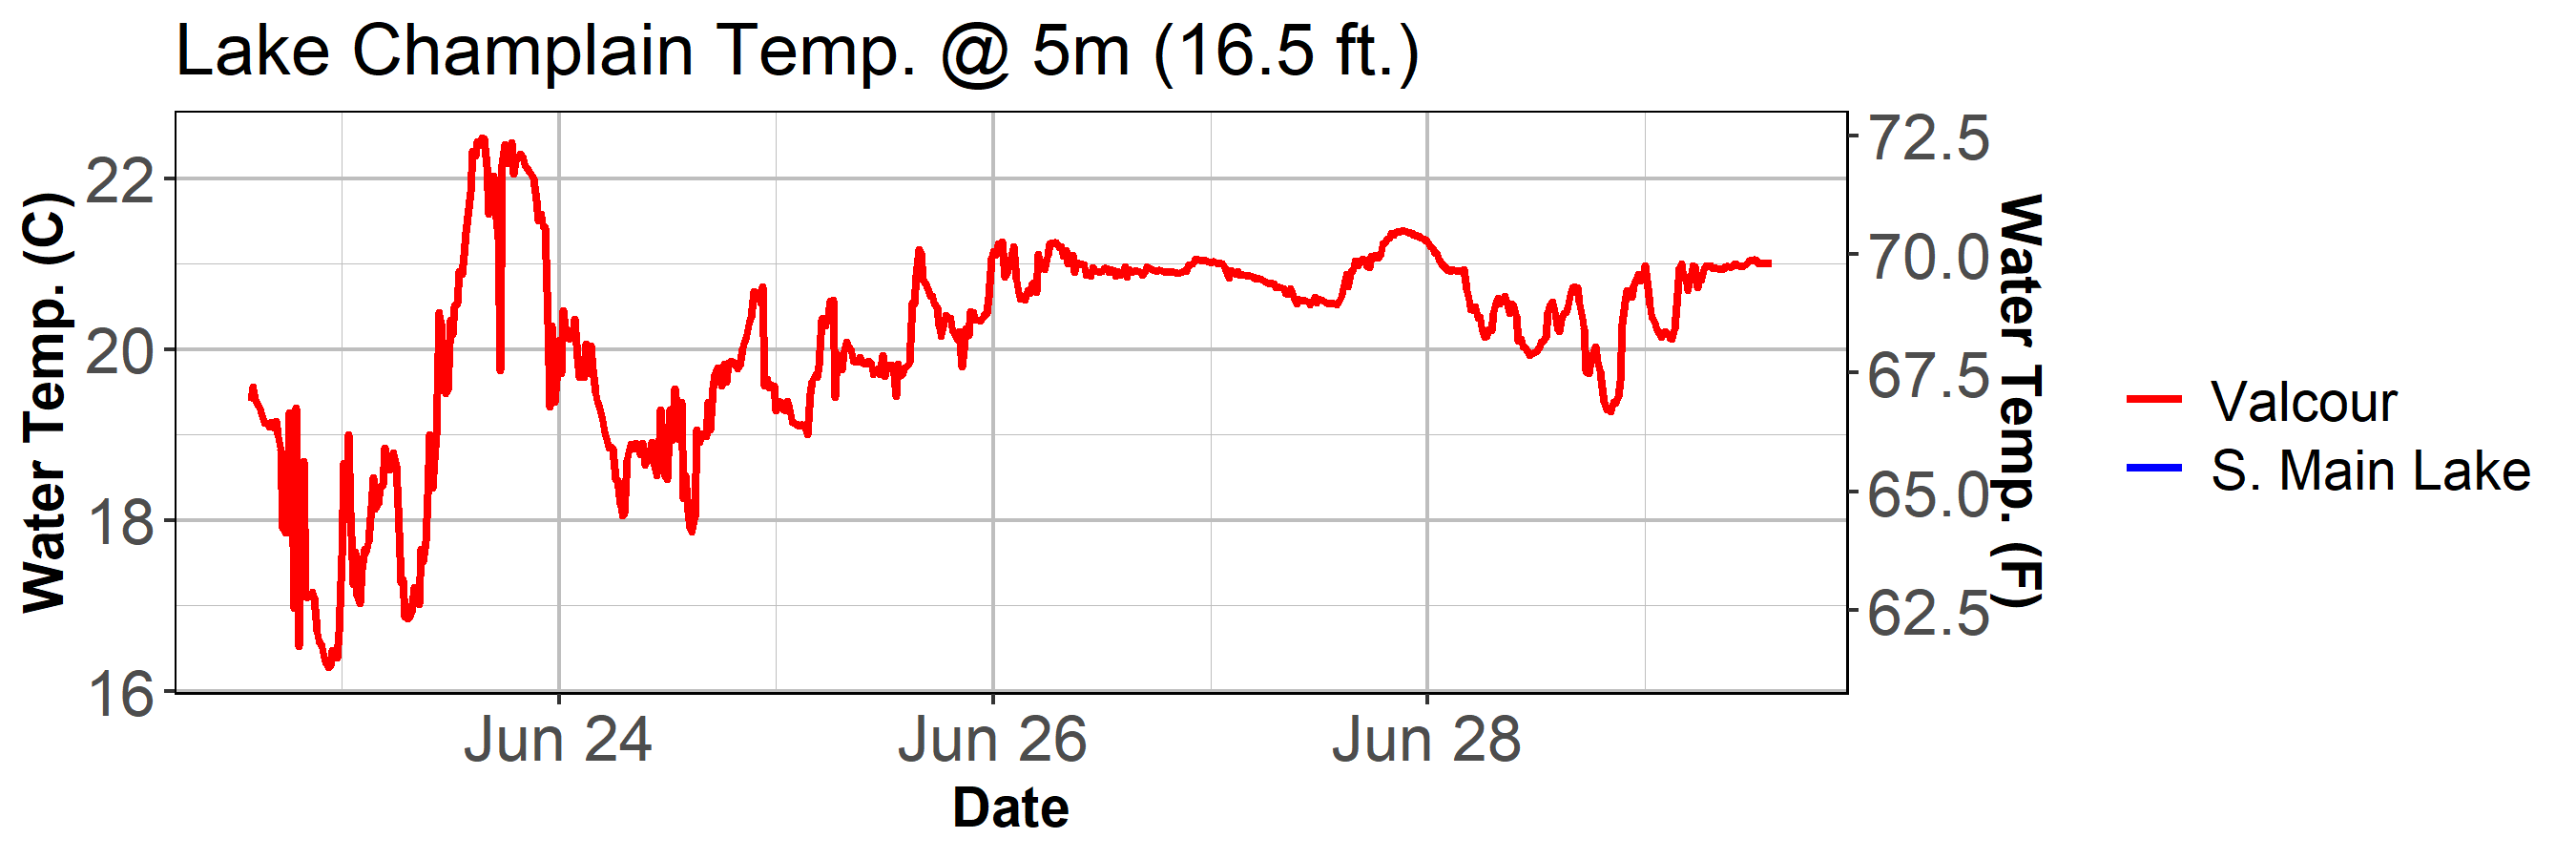 Lake Champlain Temp. @ 5m (16.5 ft.)
Water Temp. (C)
22
20
18
16
72.5
70.0
67.5
65.0
62.5
Water Temp. (F)
Jun 24
Jun 26
Jun 28
Date
Valcour
S. Main Lake